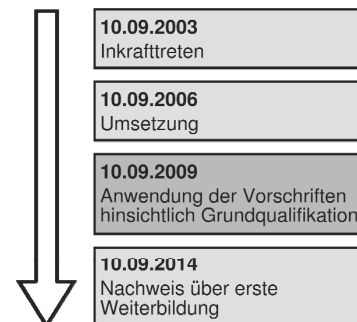 10.09.2003
Inkrafttreten
10.09.2006
Umsetzung
10.09.2009
Anwendung der Vorschriften
hinsichtlich Grundqualifikation
10.09.2014
Nachweis über erste
Weiterbildung